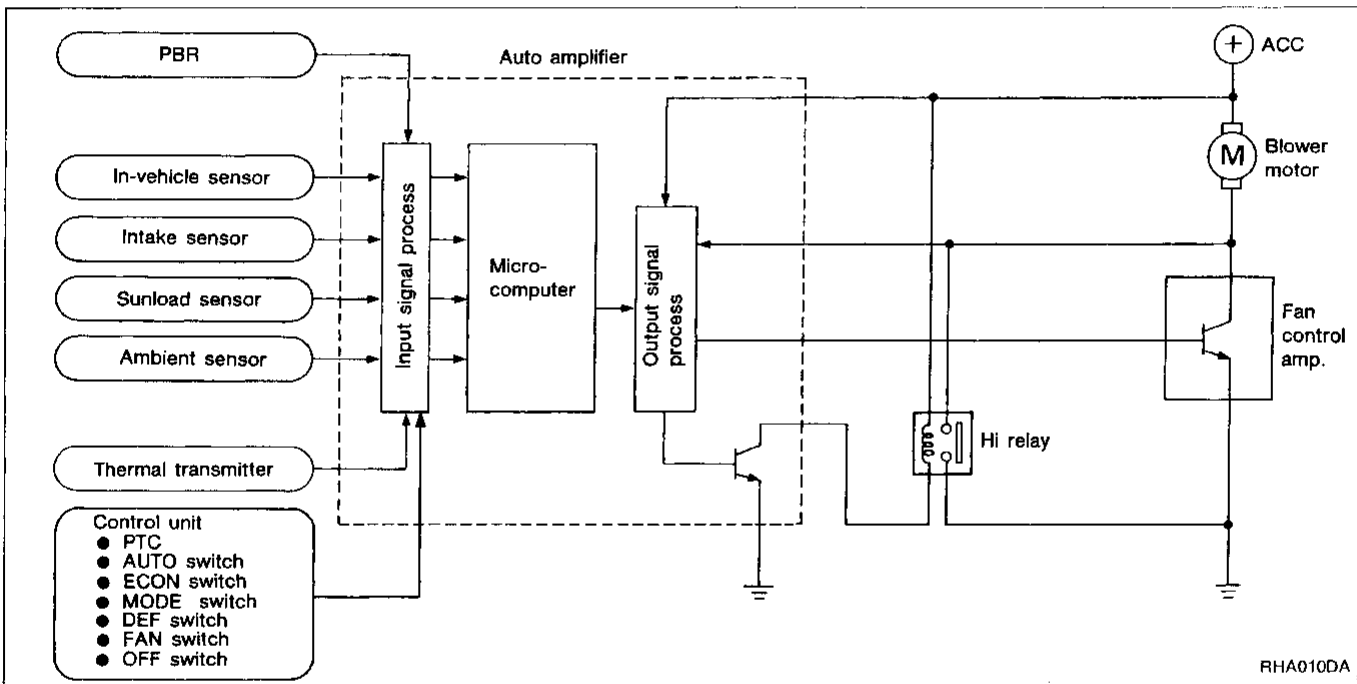 PBR
Auto amplifier
ACC
In-vehicle sensor
Intake sensor
Sunload sensor
Ambient sensor
Thermal transmitter
Input signal process
Micro-
computer
Output signal
process
Blower
motor
M
Fan
control
amp.
Hi relay
Control unit
● PTC
● AUTO switch
● ECON switch
● MODE switch
● DEF switch
● FAN switch
● OFF switch
RHA010DA